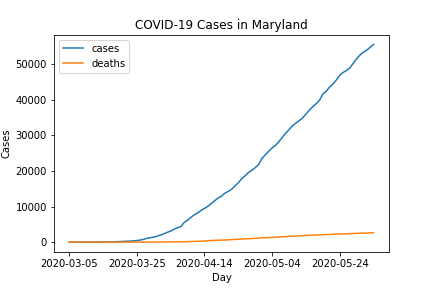 COVID-19 Cases in Maryland
cases
deaths
50000
40000
30000
20000
10000
0
Cases
2020-03-05 2020-03-25 2020-04-14 2020-05-04 2020-05-24
Day